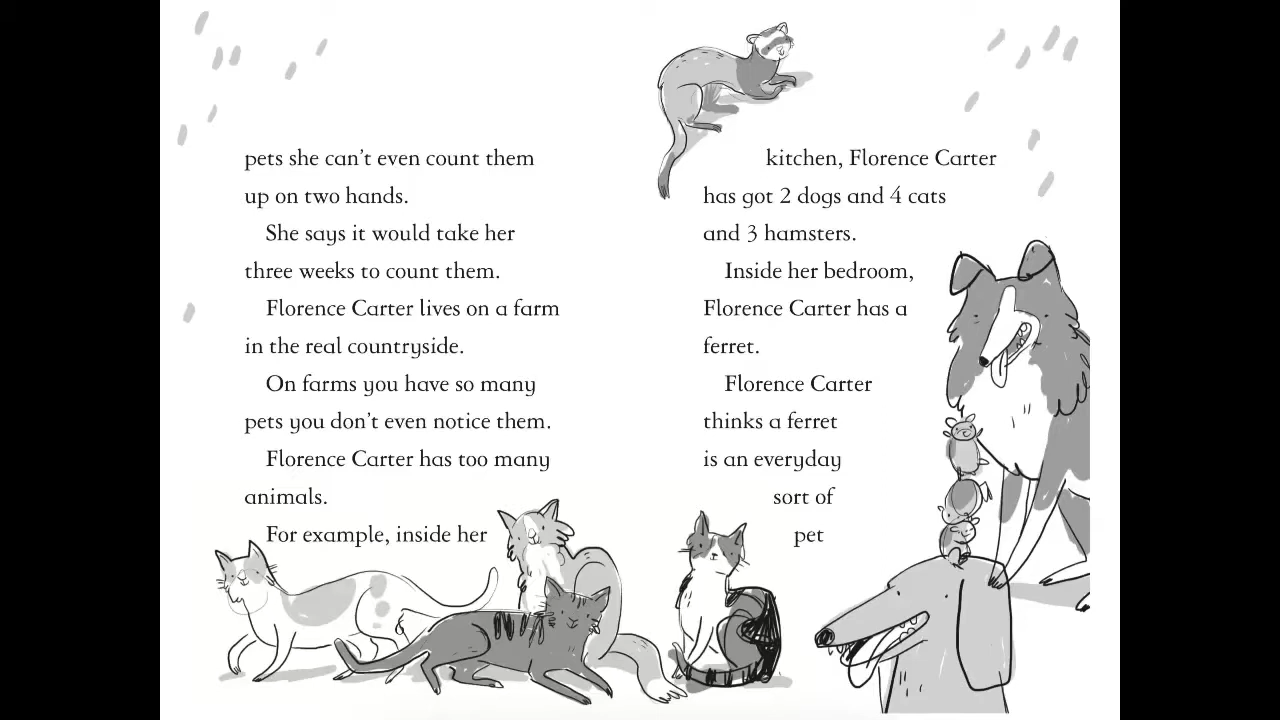 pets she can't even count them
up on two hands.
She says it would take her
three weeks to count them.
Florence Carter lives on a farm
in the real countryside.
On farms you have so many
pets you don't even notice them.
Florence Carter has too many
animals.
For example, inside her
kitchen, Florence Carter
has got 2 dogs and 4 cats
and 3 hamsters.
Inside her bedroom,
Florence Carter has a
ferret.
Florence Carter
thinks a ferret
is an everyday
sort of
pet